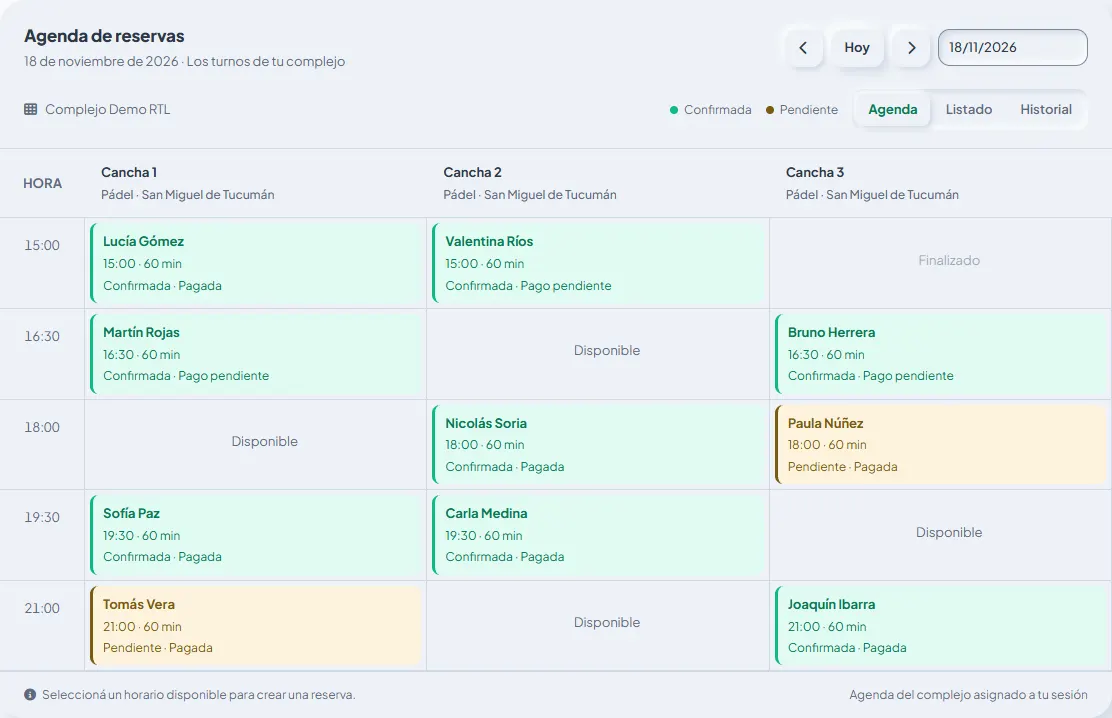 Agenda de reservas
18 de noviembre de 2026 · Los turnos de tu complejo
Hoy
18/11/2026
Complejo Demo RTL
Confirmada
Pendiente
Agenda
Listado
Historial
HORA
Cancha 1
Pádel · San Miguel de Tucumán
Cancha 2
Pádel · San Miguel de Tucumán
Cancha 3
Pádel · San Miguel de Tucumán
15:00
Lucía Gómez
15:00 · 60 min
Confirmada · Pagada
Valentina Ríos
15:00 · 60 min
Confirmada · Pago pendiente
Finalizado
16:30
Martín Rojas
16:30 · 60 min
Confirmada · Pago pendiente
Disponible
Bruno Herrera
16:30 · 60 min
Confirmada · Pago pendiente
18:00
Disponible
Nicolás Soria
18:00 · 60 min
Confirmada · Pagada
Paula Núñez
18:00 · 60 min
Pendiente · Pagada
19:30
Sofía Paz
19:30 · 60 min
Confirmada · Pagada
Carla Medina
19:30 · 60 min
Confirmada · Pagada
Disponible
21:00
Tomás Vera
21:00 · 60 min
Pendiente · Pagada
Disponible
Joaquín Ibarra
21:00 · 60 min
Confirmada · Pagada
Seleccioná un horario disponible para crear una reserva.
Agenda del complejo asignado a tu sesión